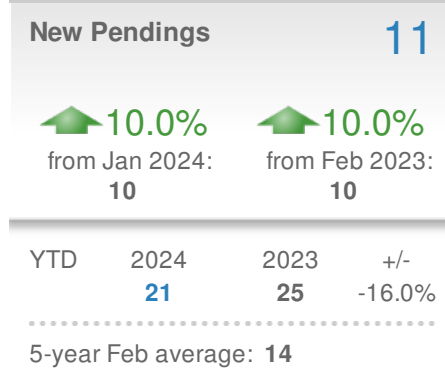 New Pendings 11
10.0% 10.0%
from Jan 2024: from Feb 2023:
10 10
YTD 2024 2023 +/-
21 25 -16.0%
5-year Feb average: 14